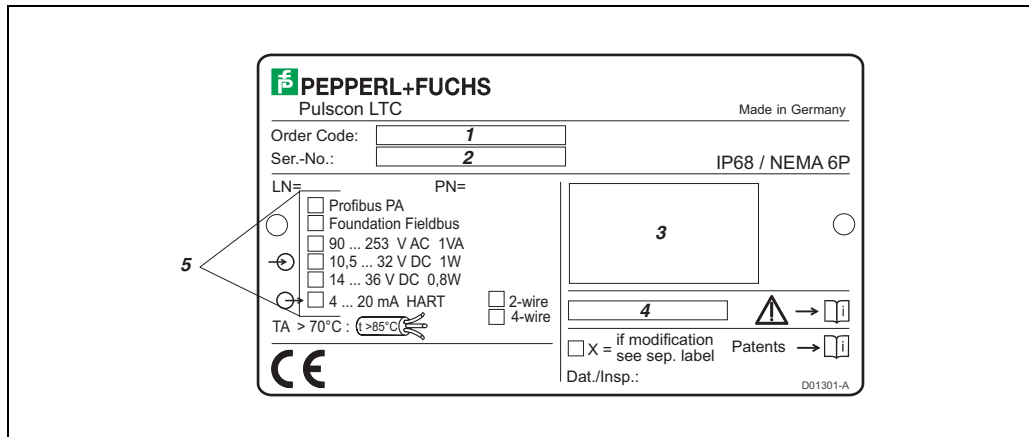 PEPPERL+FUCHS
Pulscon LTC
Made in Germany
Order Code: 1
Ser.-No.: 2
IP68 / NEMA 6P
LN= PN=
Profibus PA
Foundation Fieldbus
90 ... 253 V AC 1VA
10,5 ... 32 V DC 1W
14 ... 36 V DC 0,8W
4 ... 20 mA HART
2-wire
4-wire
TA > 70°C : t >85°C
5
3
4
X = if modification
see sep. label
Patents
Dat./Insp.:
D01301-A
CE